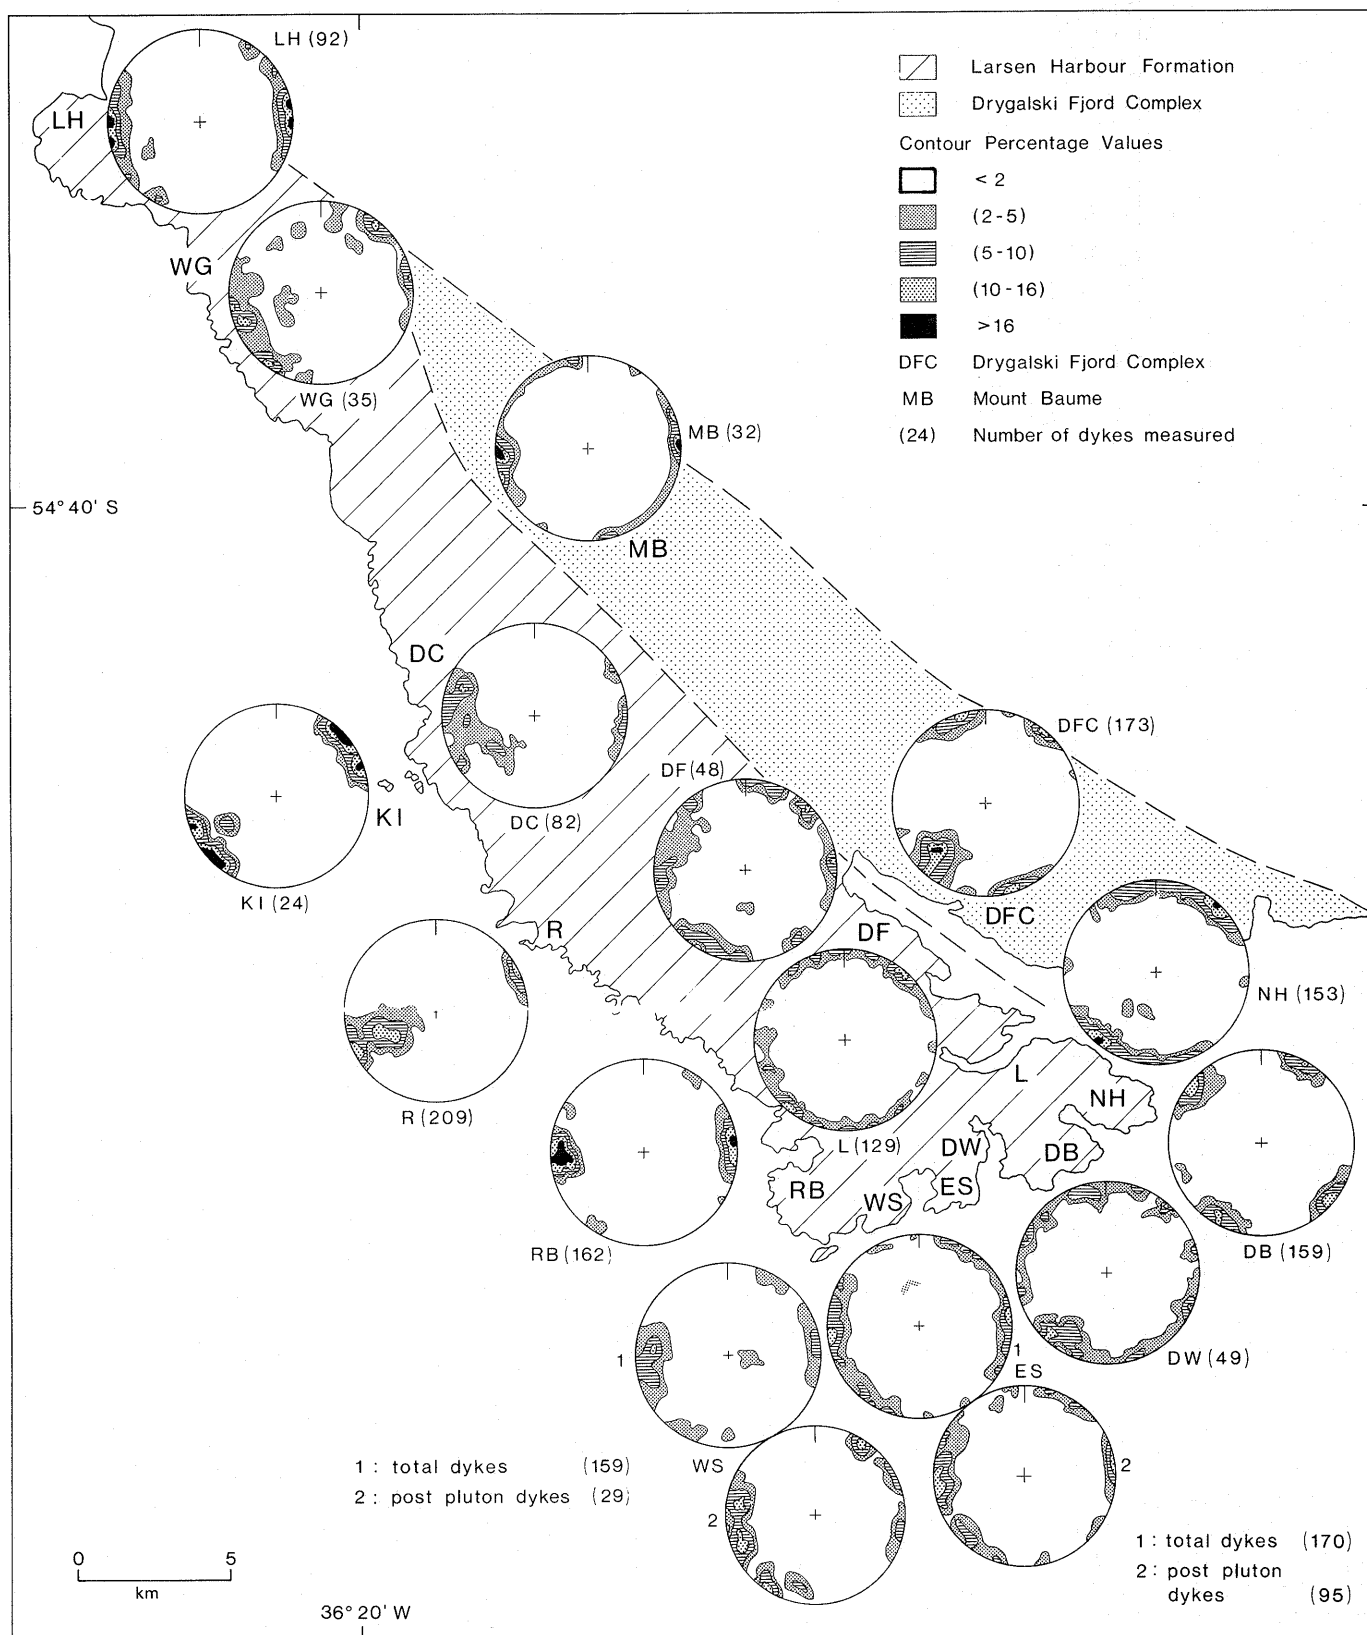 LH (92)
LH
WG
WG (35)
Larsen Harbour Formation
Drygalski Fjord Complex
Contour Percentage Values
< 2
(2-5)
(5-10)
(10-16)
>16
DFC Drygalski Fjord Complex
MB Mount Baume
(24) Number of dykes measured
MB (32)
54° 40' S
MB
DC
DFC (173)
DF (48)
KI
DC (82)
KI (24)
DFC
R
DF
NH (153)
R (209)
L
NH
L (129)
DW
DB
RB
WS
ES
RB (162)
DB (159)
1
1
ES
DW (49)
WS
2
1 : total dykes (159)
2 : post pluton dykes (29)
2
1 : total dykes (170)
2 : post pluton
dykes (95)
0 5
km
36° 20' W